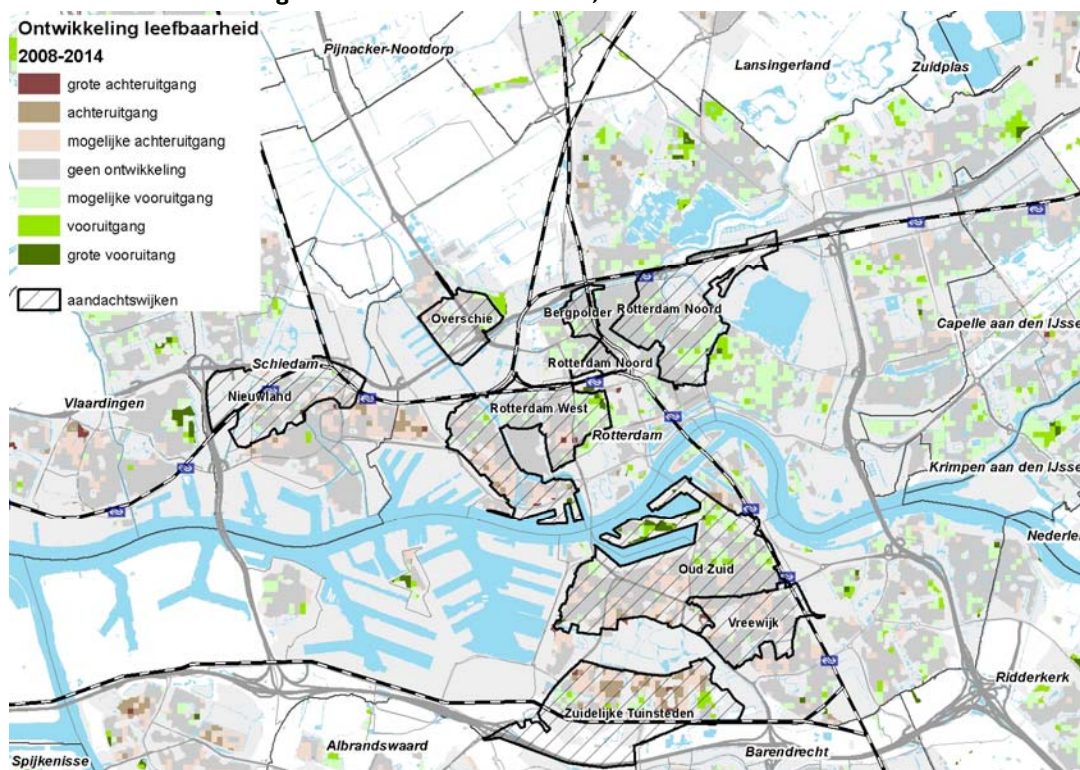 Ontwikkeling leefbaarheid
2008-2014
grote achteruitgang
achteruitgang
mogelijke achteruitgang
geen ontwikkeling
mogelijke vooruitgang
vooruitgang
grote vooruitang
aandachtswijken
Pijnacker-Nootdorp
Lansingerland
Zuidplas
Overschie
Bergpolder
Rotterdam Noord
Capelle aan den IJsse
Schiedam
Rotterdam Noord
Nieuwland
Vlaardingen
Rotterdam West
Rotterdam
Krimpen aan den IJsse
Nederle
Oud Zuid
Vreewijk
Ridderkerk
Zuidelijke Tuinsteden
Albrandswaard
Barendrecht
Spijkenisse